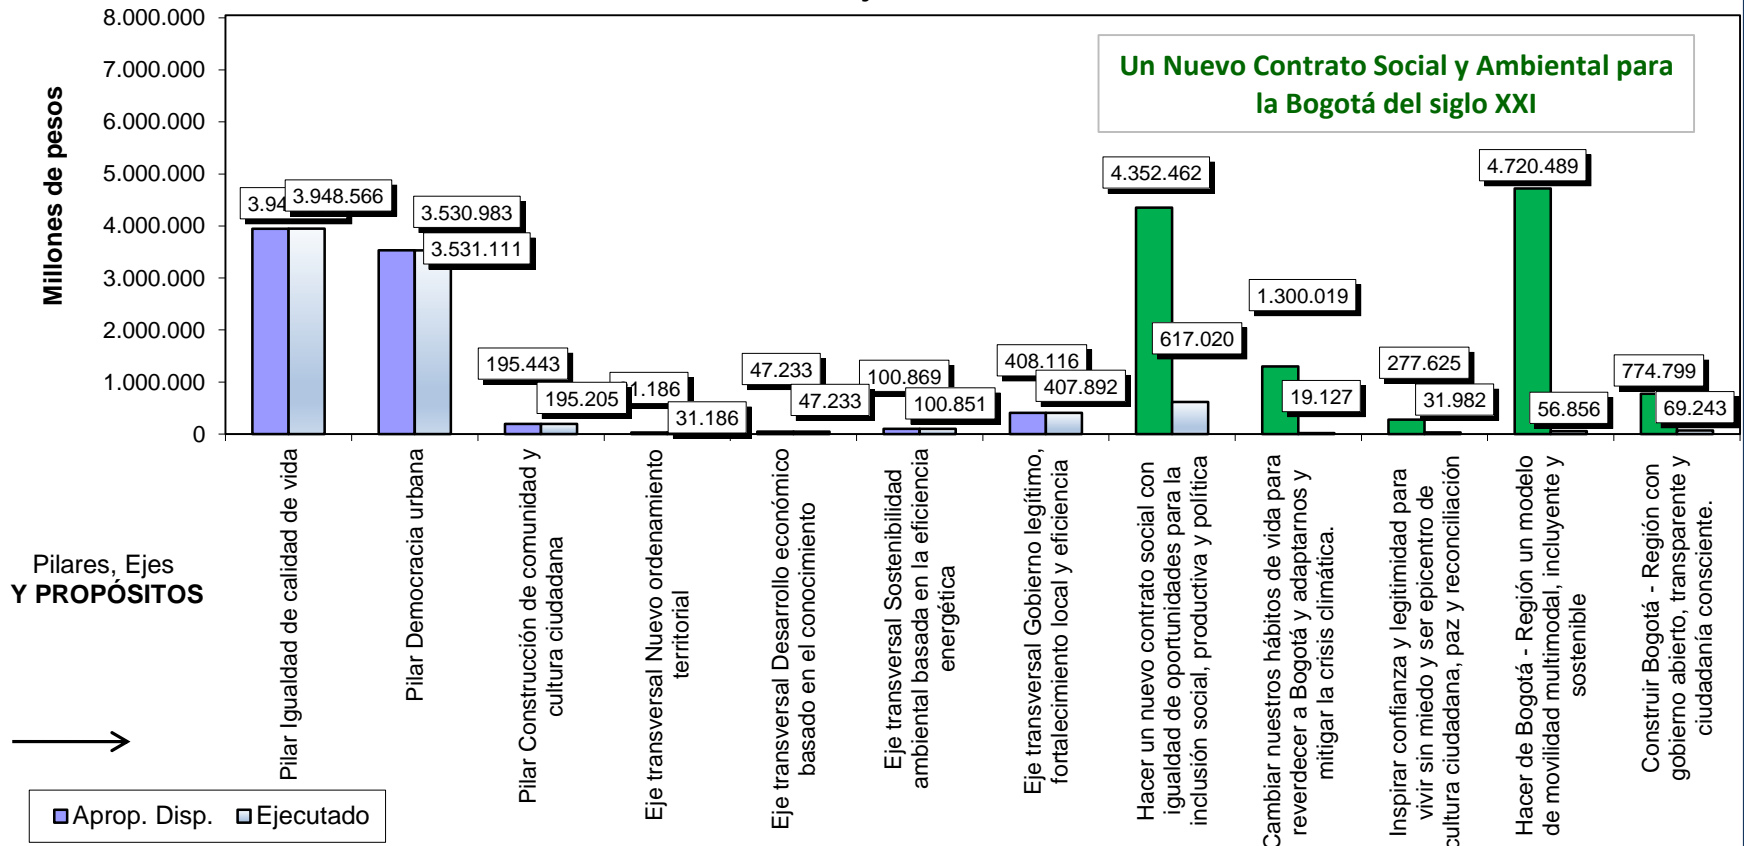 8.000.000
7.000.000
6.000.000
5.000.000
4.000.000
3.000.000
2.000.000
1.000.000
0
Millones de pesos
Un Nuevo Contrato Social y Ambiental para
la Bogotá del siglo XXI
3.948.566
3.530.983
3.531.111
195.443
195.205
31.186
47.233
47.233
100.869
100.851
408.116
407.892
4.352.462
617.020
1.300.019
19.127
277.625
31.982
4.720.489
56.856
774.799
69.243
Pilares, Ejes
Y PROPÓSITOS
Pilar Igualdad de calidad de vida
Pilar Democracia urbana
Pilar Construcción de comunidad y
cultura ciudadana
Eje transversal Nuevo ordenamiento
territorial
Eje transversal Desarrollo económico
basado en el conocimiento
Eje transversal Sostenibilidad
ambiental basada en la eficiencia
energética
Eje transversal Gobierno legítimo,
fortalecimiento local y eficiencia
Hacer un nuevo contrato social con
igualdad de oportunidades para la
inclusión social, productiva y política
Cambiar nuestros hábitos de vida para
reverdecer a Bogotá y adaptarnos y
mitigar la crisis climática.
Inspirar confianza y legitimidad para
vivir sin miedo y ser epicentro de
cultura ciudadana, paz y reconciliación
Hacer de Bogotá - Región un modelo
de movilidad multimodal, incluyente y
sostenible
Construir Bogotá - Región con
gobierno abierto, transparente y
ciudadanía consciente.
Aprop. Disp.
Ejecutado